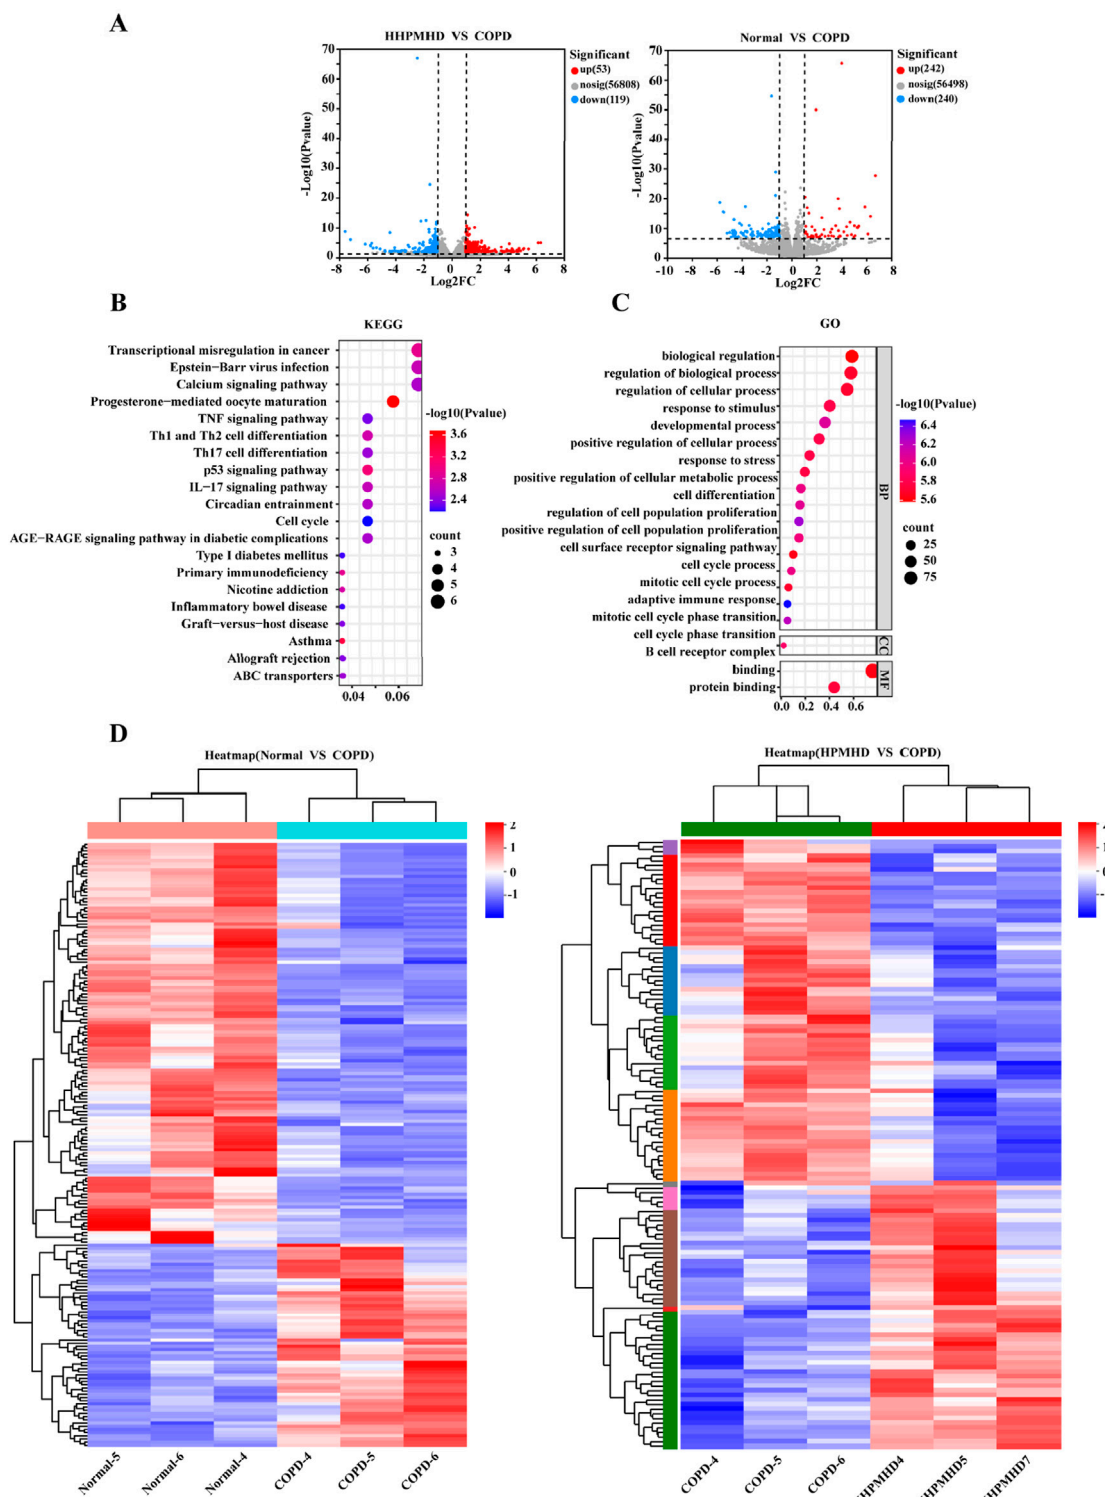 A
HHPMHD VS COPD
Significant
up(53)
nosig(56808)
down(119)
-Log10(Pvalue)
70
60
50
40
30
20
10
0
-8 -6 -4 -2 0 2 4 6 8
Log2FC
Normal VS COPD
Significant
up(242)
nosig(56498)
down(240)
-Log10(Pvalue)
70
60
50
40
30
20
10
0
-10 -8 -6 -4 -2 0 2 4 6 8
Log2FC
B
KEGG
Transcriptional misregulation in cancer
Epstein-Barr virus infection
Calcium signaling pathway
Progesterone-mediated oocyte maturation
TNF signaling pathway
Th1 and Th2 cell differentiation
Th17 cell differentiation
p53 signaling pathway
IL-17 signaling pathway
Circadian entrainment
Cell cycle
AGE-RAGE signaling pathway in diabetic complications
Type I diabetes mellitus
Primary immunodeficiency
Nicotine addiction
Inflammatory bowel disease
Graft-versus-host disease
Asthma
Allograft rejection
ABC transporters
0.04 0.06
-log10(Pvalue)
3.6
3.2
2.8
2.4
count
3
4
5
6
C
GO
biological regulation
regulation of biological process
regulation of cellular process
response to stimulus
developmental process
positive regulation of cellular process
response to stress
positive regulation of cellular metabolic process
cell differentiation
regulation of cell population proliferation
positive regulation of cell population proliferation
cell surface receptor signaling pathway
cell cycle process
mitotic cell cycle process
adaptive immune response
mitotic cell cycle phase transition
cell cycle phase transition
B cell receptor complex
binding
protein binding
BP
CC
MF
0.0 0.2 0.4 0.6
-log10(Pvalue)
6.4
6.2
6.0
5.8
5.6
count
25
50
75
D
Heatmap(Normal VS COPD)
2
1
0
-1
Normal-5 Normal-6 Normal-4 COPD-4 COPD-5 COPD-6
Heatmap(HPMHD VS COPD)
1
0
-1
COPD-4 COPD-5 COPD-6